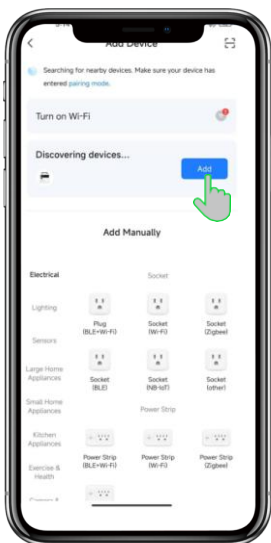 Add Device
Searching for nearby devices. Make sure your device has
entered pairing mode.
Turn on Wi-Fi
Discovering devices...
Add
Add Manually
Electrical
Socket
Lighting
Plug
(BLE+Wi-Fi)
Socket
(Wi-Fi)
Socket
(Zigbee)
Sensors
Large Home
Appliances
Socket
(BLE)
Socket
(NB-IoT)
Socket
(other)
Small Home
Appliances
Power Strip
Kitchen
Appliances
Power Strip
(BLE+Wi-Fi)
Power Strip
(Wi-Fi)
Power Strip
(Zigbee)
Exercise &
Health